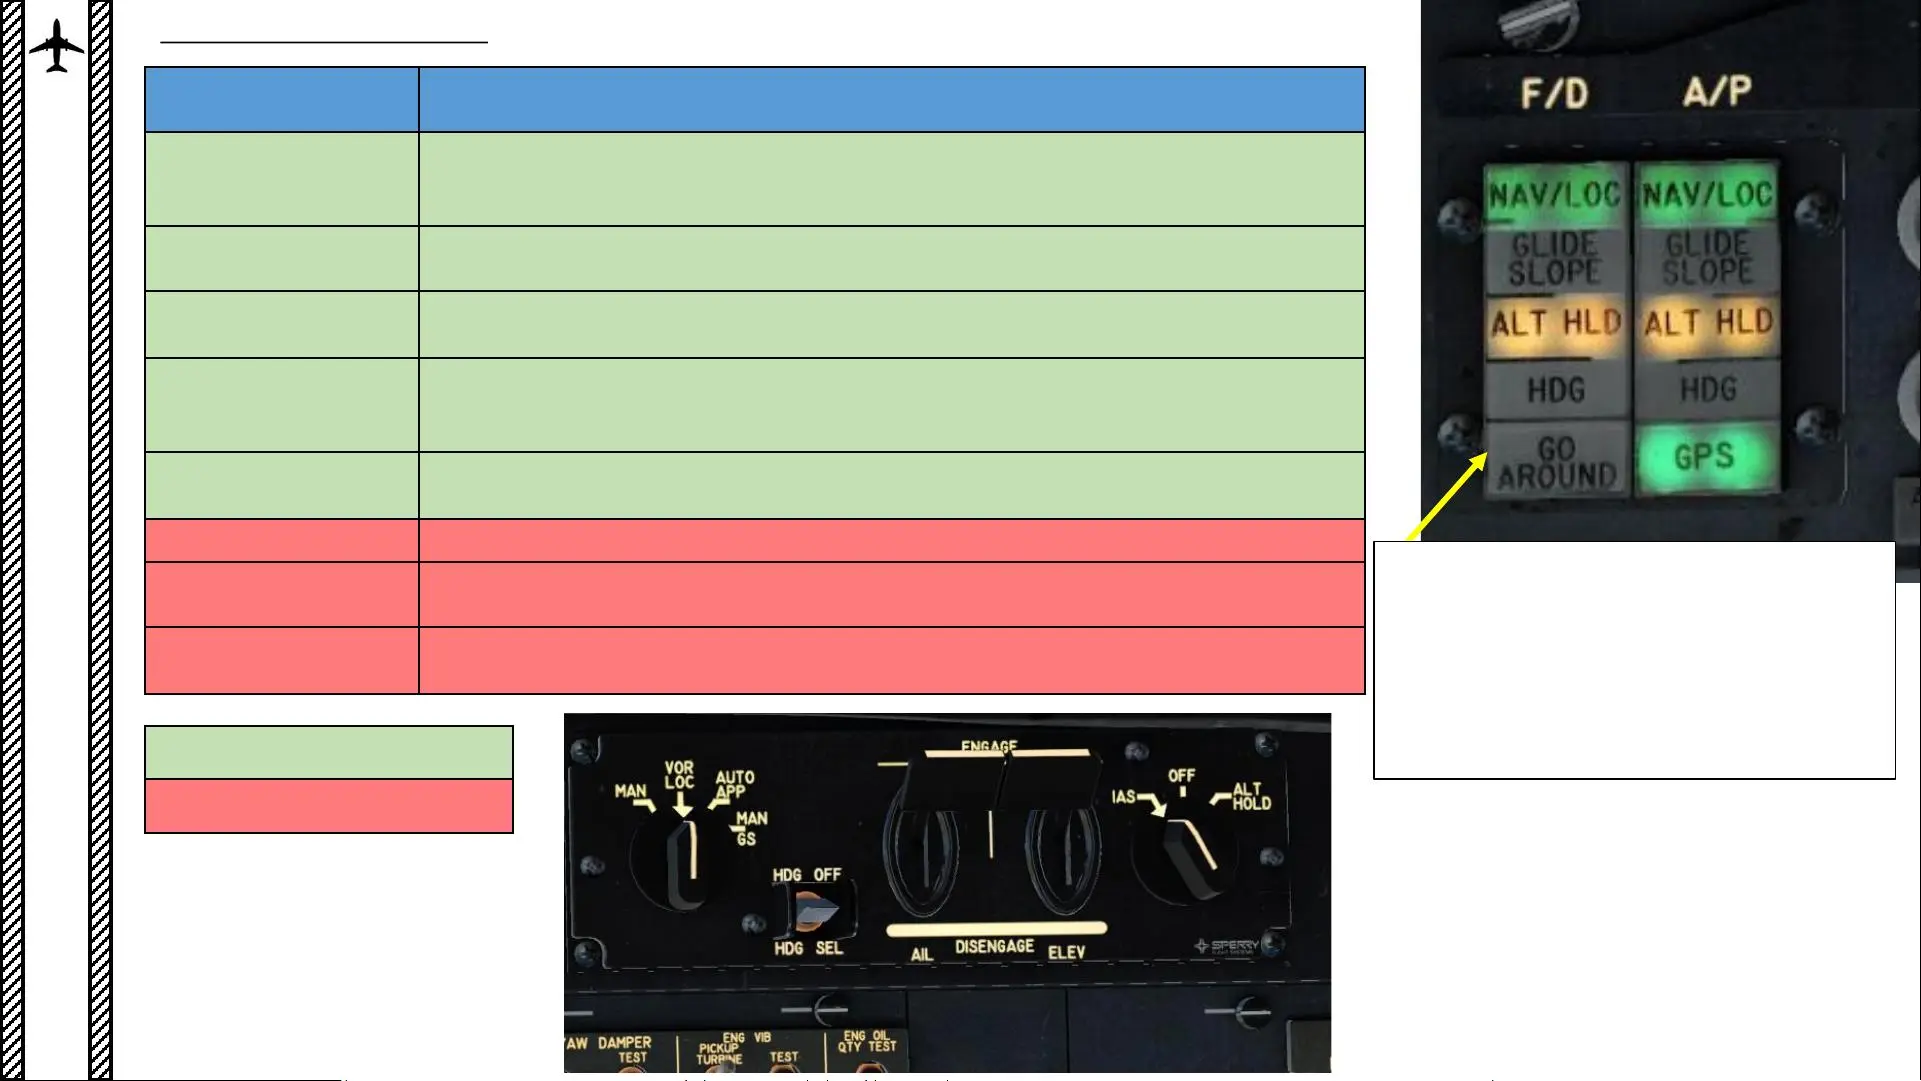 F/D A/P
NAV/LOC NAV/LOC
GLIDE SLOPE GLIDE SLOPE
ALT HLD ALT HLD
HDG HDG
GO AROUND GPS
ENGAGE
MAN
VOR LOC
AUTO APP
MAN GS
HDG OFF
HDG SEL
AIL
DISENGAGE
ELEV
IAS
OFF
ALT HOLD
SPERRY
YAW DAMPER TEST
ENG VIB
PICKUP
TURBINE
TEST
ENG OIL
QTY TEST